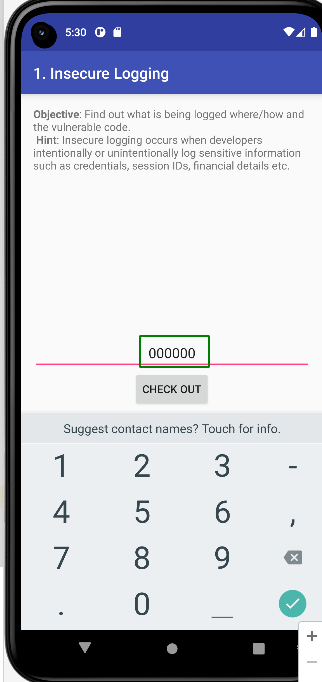 5:30
1. Insecure Logging
Objective: Find out what is being logged where/how and
the vulnerable code.
Hint: Insecure logging occurs when developers
intentionally or unintentionally log sensitive information
such as credentials, session IDs, financial details etc.
000000
CHECK OUT
Suggest contact names? Touch for info.
1 2 3 -
4 5 6 ,
7 8 9
. 0 _
+
−